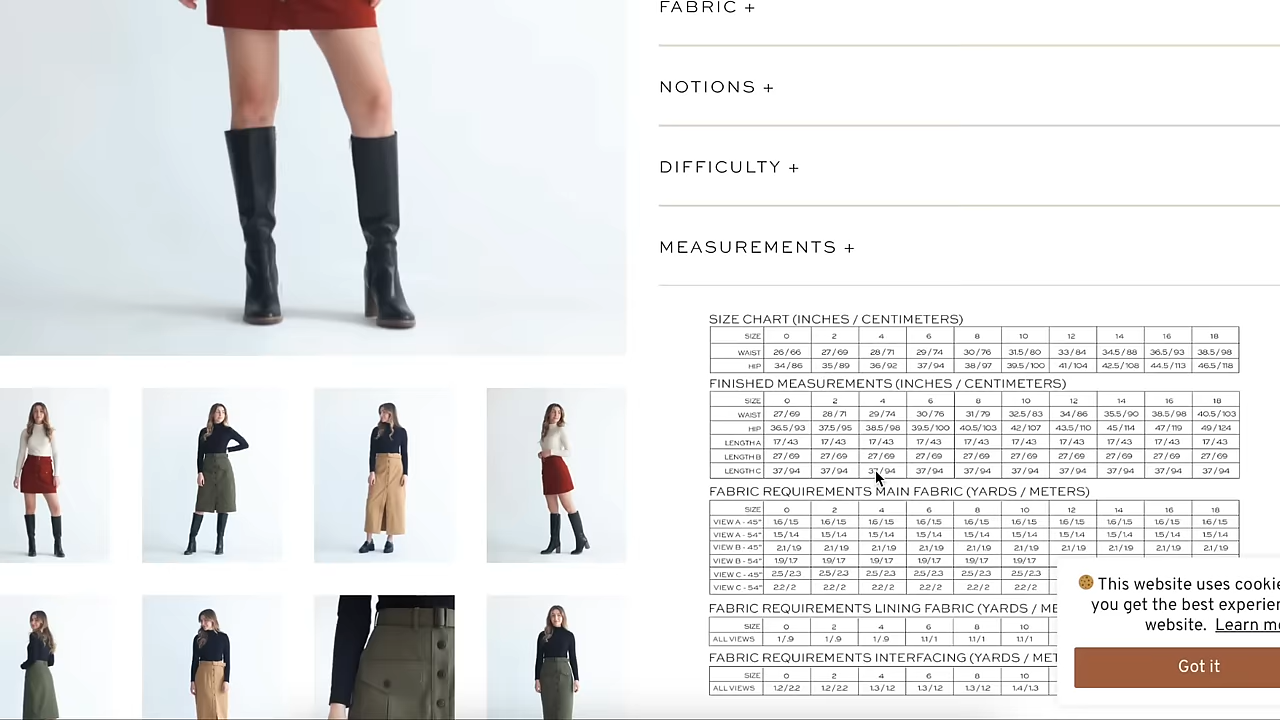 FABRIC +
NOTIONS +
DIFFICULTY +
MEASUREMENTS +
SIZE CHART (INCHES / CENTIMETERS)
SIZE 0 2 4 6 8 10 12 14 16 18
WAIST 26/66 27/69 28/71 29/74 30/76 31.5/80 33/84 34.5/88 36.5/93 38.5/98
HIP 34/86 35/89 36/92 37/94 38/97 39.5/100 41/104 42.5/108 44.5/113 46.5/118
FINISHED MEASUREMENTS (INCHES / CENTIMETERS)
SIZE 0 2 4 6 8 10 12 14 16 18
WAIST 27/69 28/71 29/74 30/76 31/79 32.5/83 34/86 35.5/90 38.5/98 40.5/103
HIP 36.5/93 37.5/95 38.5/98 39.5/100 40.5/103 42/107 43.5/110 45/114 47/119 49/124
LENGTH A 17/43 17/43 17/43 17/43 17/43 17/43 17/43 17/43 17/43 17/43
LENGTH B 27/69 27/69 27/69 27/69 27/69 27/69 27/69 27/69 27/69 27/69
LENGTH C 37/94 37/94 37/94 37/94 37/94 37/94 37/94 37/94 37/94 37/94
FABRIC REQUIREMENTS MAIN FABRIC (YARDS / METERS)
SIZE 0 2 4 6 8 10 12 14 16 18
VIEW A - 45" 1.6/1.5 1.6/1.5 1.6/1.5 1.6/1.5 1.6/1.5 1.6/1.5 1.6/1.5 1.6/1.5 1.6/1.5 1.6/1.5
VIEW A - 54" 1.5/1.4 1.5/1.4 1.5/1.4 1.5/1.4 1.5/1.4 1.5/1.4 1.5/1.4 1.5/1.4 1.5/1.4 1.5/1.4
VIEW B - 45" 2.1/1.9 2.1/1.9 2.1/1.9 2.1/1.9 2.1/1.9 2.1/1.9 2.1/1.9 2.1/1.9 2.1/1.9 2.1/1.9
VIEW B - 54" 1.9/1.7 1.9/1.7 1.9/1.7 1.9/1.7 1.9/1.7 1.9/1.7
VIEW C - 45" 2.5/2.3 2.5/2.3 2.5/2.3 2.5/2.3 2.5/2.3 2.5/2.3
VIEW C - 54" 2.2/2 2.2/2 2.2/2 2.2/2 2.2/2 2.2/2
FABRIC REQUIREMENTS LINING FABRIC (YARDS / ME
SIZE 0 2 4 6 8 10
ALL VIEWS 1/.9 1/.9 1/.9 1.1/1 1.1/1 1.1/1
FABRIC REQUIREMENTS INTERFACING (YARDS / MET
SIZE 0 2 4 6 8 10
ALL VIEWS 1.2/2.2 1.2/2.2 1.3/1.2 1.3/1.2 1.3/1.2 1.4/1.3
This website uses cookie
you get the best experien
website. Learn mo
Got it